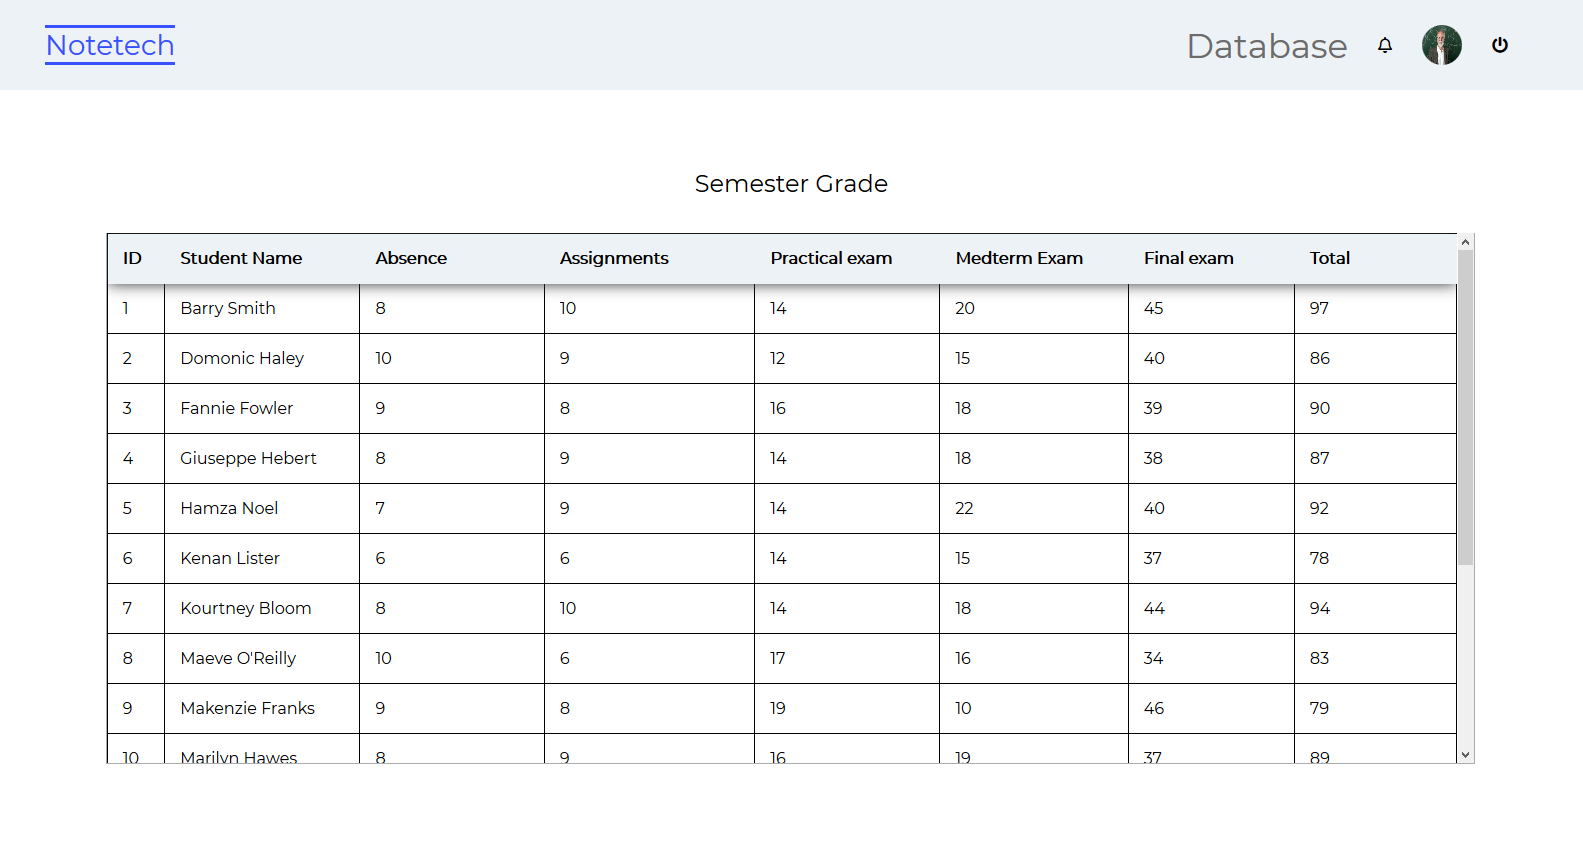 Notetech
Database
Semester Grade
ID Student Name Absence Assignments Practical exam Medterm Exam Final exam Total
1 Barry Smith 8 10 14 20 45 97
2 Domonic Haley 10 9 12 15 40 86
3 Fannie Fowler 9 8 16 18 39 90
4 Giuseppe Hebert 8 9 14 18 38 87
5 Hamza Noel 7 9 14 22 40 92
6 Kenan Lister 6 6 14 15 37 78
7 Kourtney Bloom 8 10 14 18 44 94
8 Maeve O'Reilly 10 6 17 16 34 83
9 Makenzie Franks 9 8 19 10 46 79
10 Marilyn Hawes 8 9 16 19 37 89